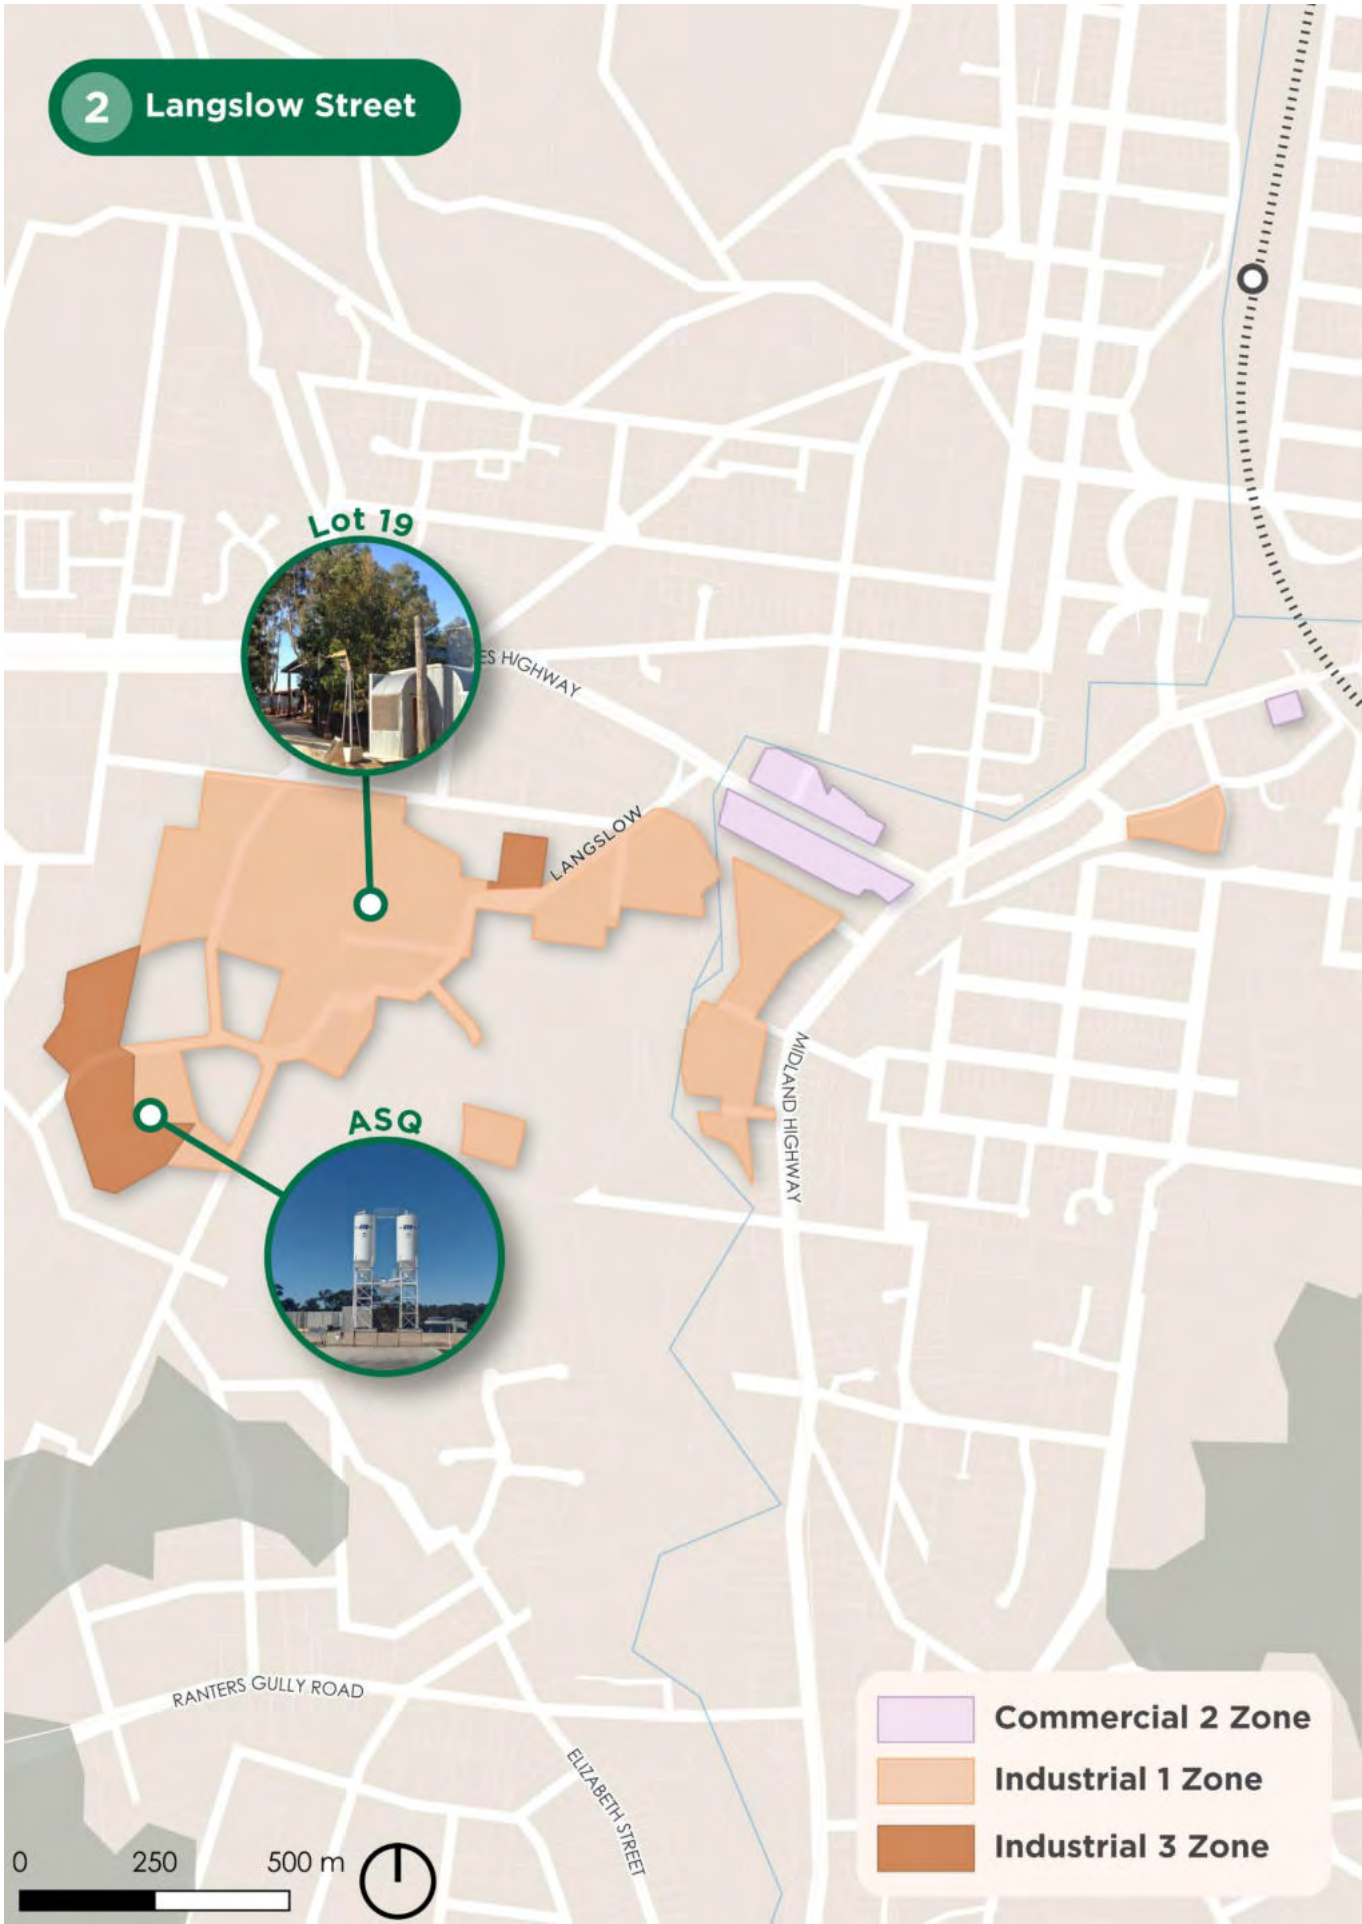 2 Langslow Street
Lot 19
ES HIGHWAY
LANGSLOW
MIDLAND HIGHWAY
ASQ
RANTERS GULLY ROAD
ELIZABETH STREET
Commercial 2 Zone
Industrial 1 Zone
Industrial 3 Zone
0 250 500 m